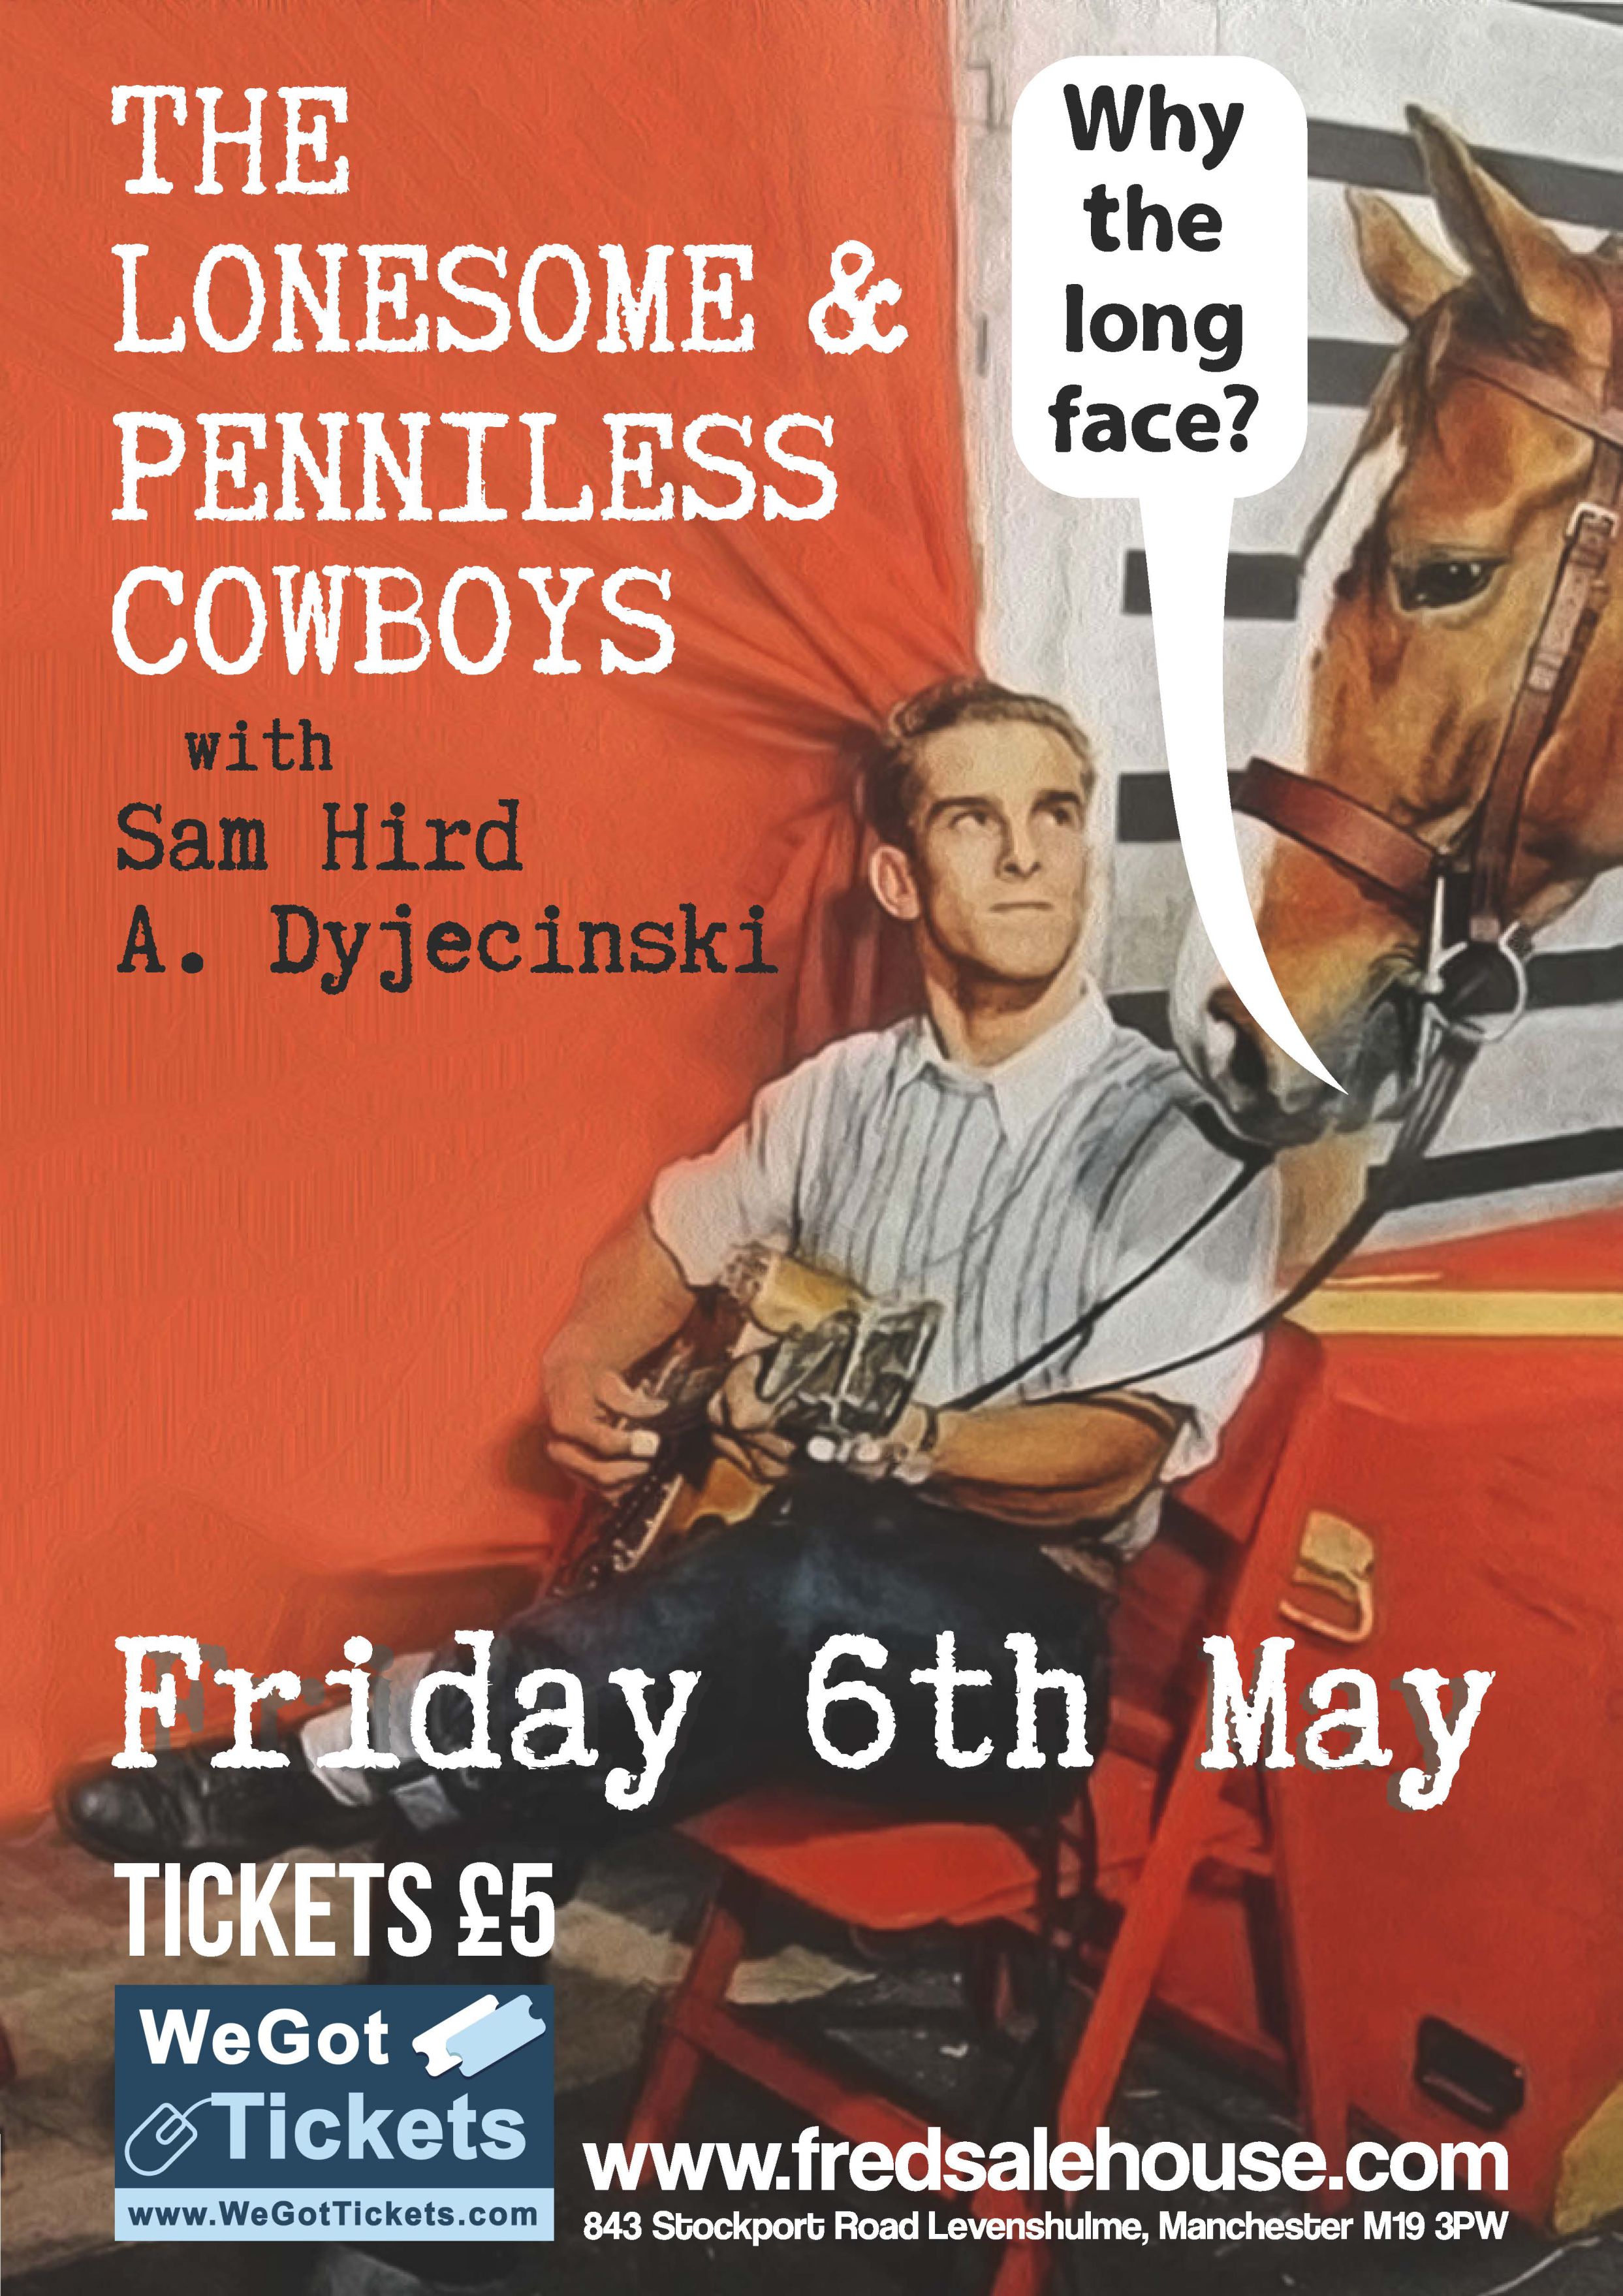 THE
LONESOME &
PENNILESS
COWBOYS
with
Sam Hird
A. Dyjecinski
Why
the
long
face?
Friday 6th May
TICKETS £5
WeGot
Tickets
www.WeGotTickets.com
www.fredsalehouse.com
843 Stockport Road Levenshulme, Manchester M19 3PW